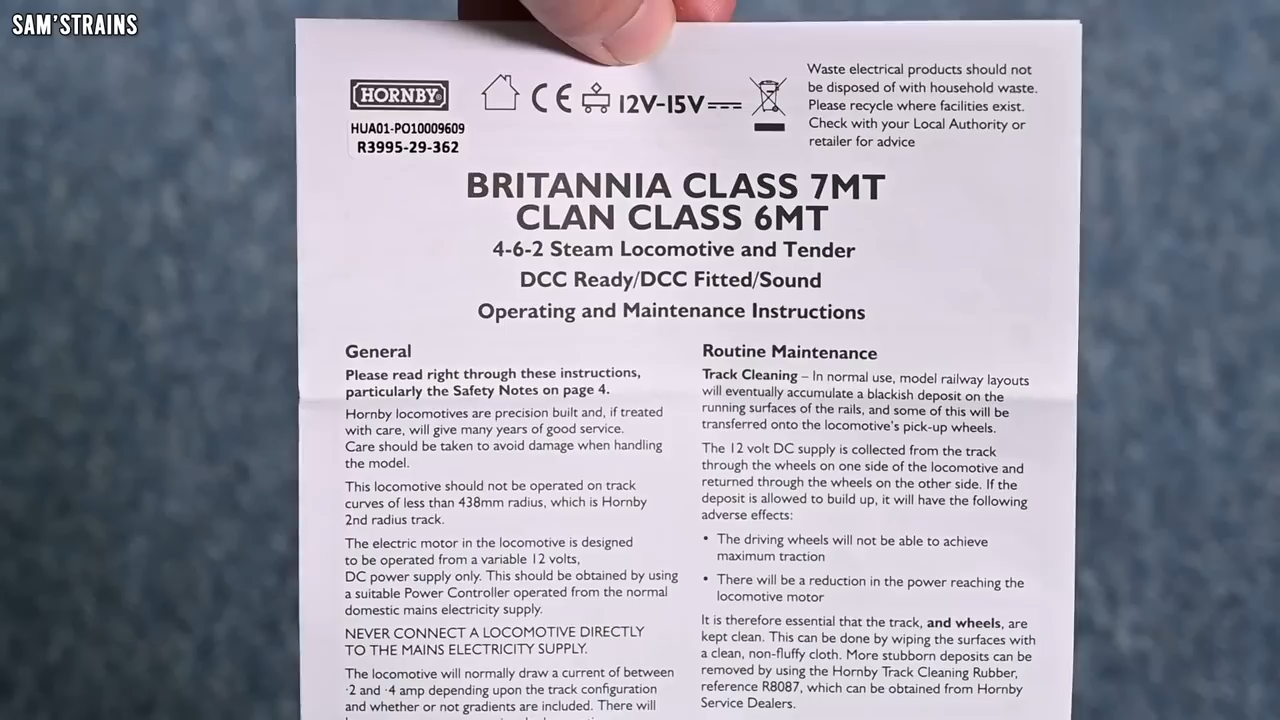 SAM'STRAINS
HORNBY
HUA01-PO10009609
R3995-29-362
CE
12V-15V
Waste electrical products should not
be disposed of with household waste.
Please recycle where facilities exist.
Check with your Local Authority or
retailer for advice
BRITANNIA CLASS 7MT
CLAN CLASS 6MT
4-6-2 Steam Locomotive and Tender
DCC Ready/DCC Fitted/Sound
Operating and Maintenance Instructions
General
Please read right through these instructions,
particularly the Safety Notes on page 4.
Hornby locomotives are precision built and, if treated
with care, will give many years of good service.
Care should be taken to avoid damage when handling
the model.
This locomotive should not be operated on track
curves of less than 438mm radius, which is Hornby
2nd radius track.
The electric motor in the locomotive is designed
to be operated from a variable 12 volts,
DC power supply only. This should be obtained by using
a suitable Power Controller operated from the normal
domestic mains electricity supply.
NEVER CONNECT A LOCOMOTIVE DIRECTLY
TO THE MAINS ELECTRICITY SUPPLY.
The locomotive will normally draw a current of between
·2 and ·4 amp depending upon the track configuration
and whether or not gradients are included. There will
Routine Maintenance
Track Cleaning – In normal use, model railway layouts
will eventually accumulate a blackish deposit on the
running surfaces of the rails, and some of this will be
transferred onto the locomotive's pick-up wheels.
The 12 volt DC supply is collected from the track
through the wheels on one side of the locomotive and
returned through the wheels on the other side. If the
deposit is allowed to build up, it will have the following
adverse effects:
• The driving wheels will not be able to achieve
maximum traction
• There will be a reduction in the power reaching the
locomotive motor
It is therefore essential that the track, and wheels, are
kept clean. This can be done by wiping the surfaces with
a clean, non-fluffy cloth. More stubborn deposits can be
removed by using the Hornby Track Cleaning Rubber,
reference R8087, which can be obtained from Hornby
Service Dealers.